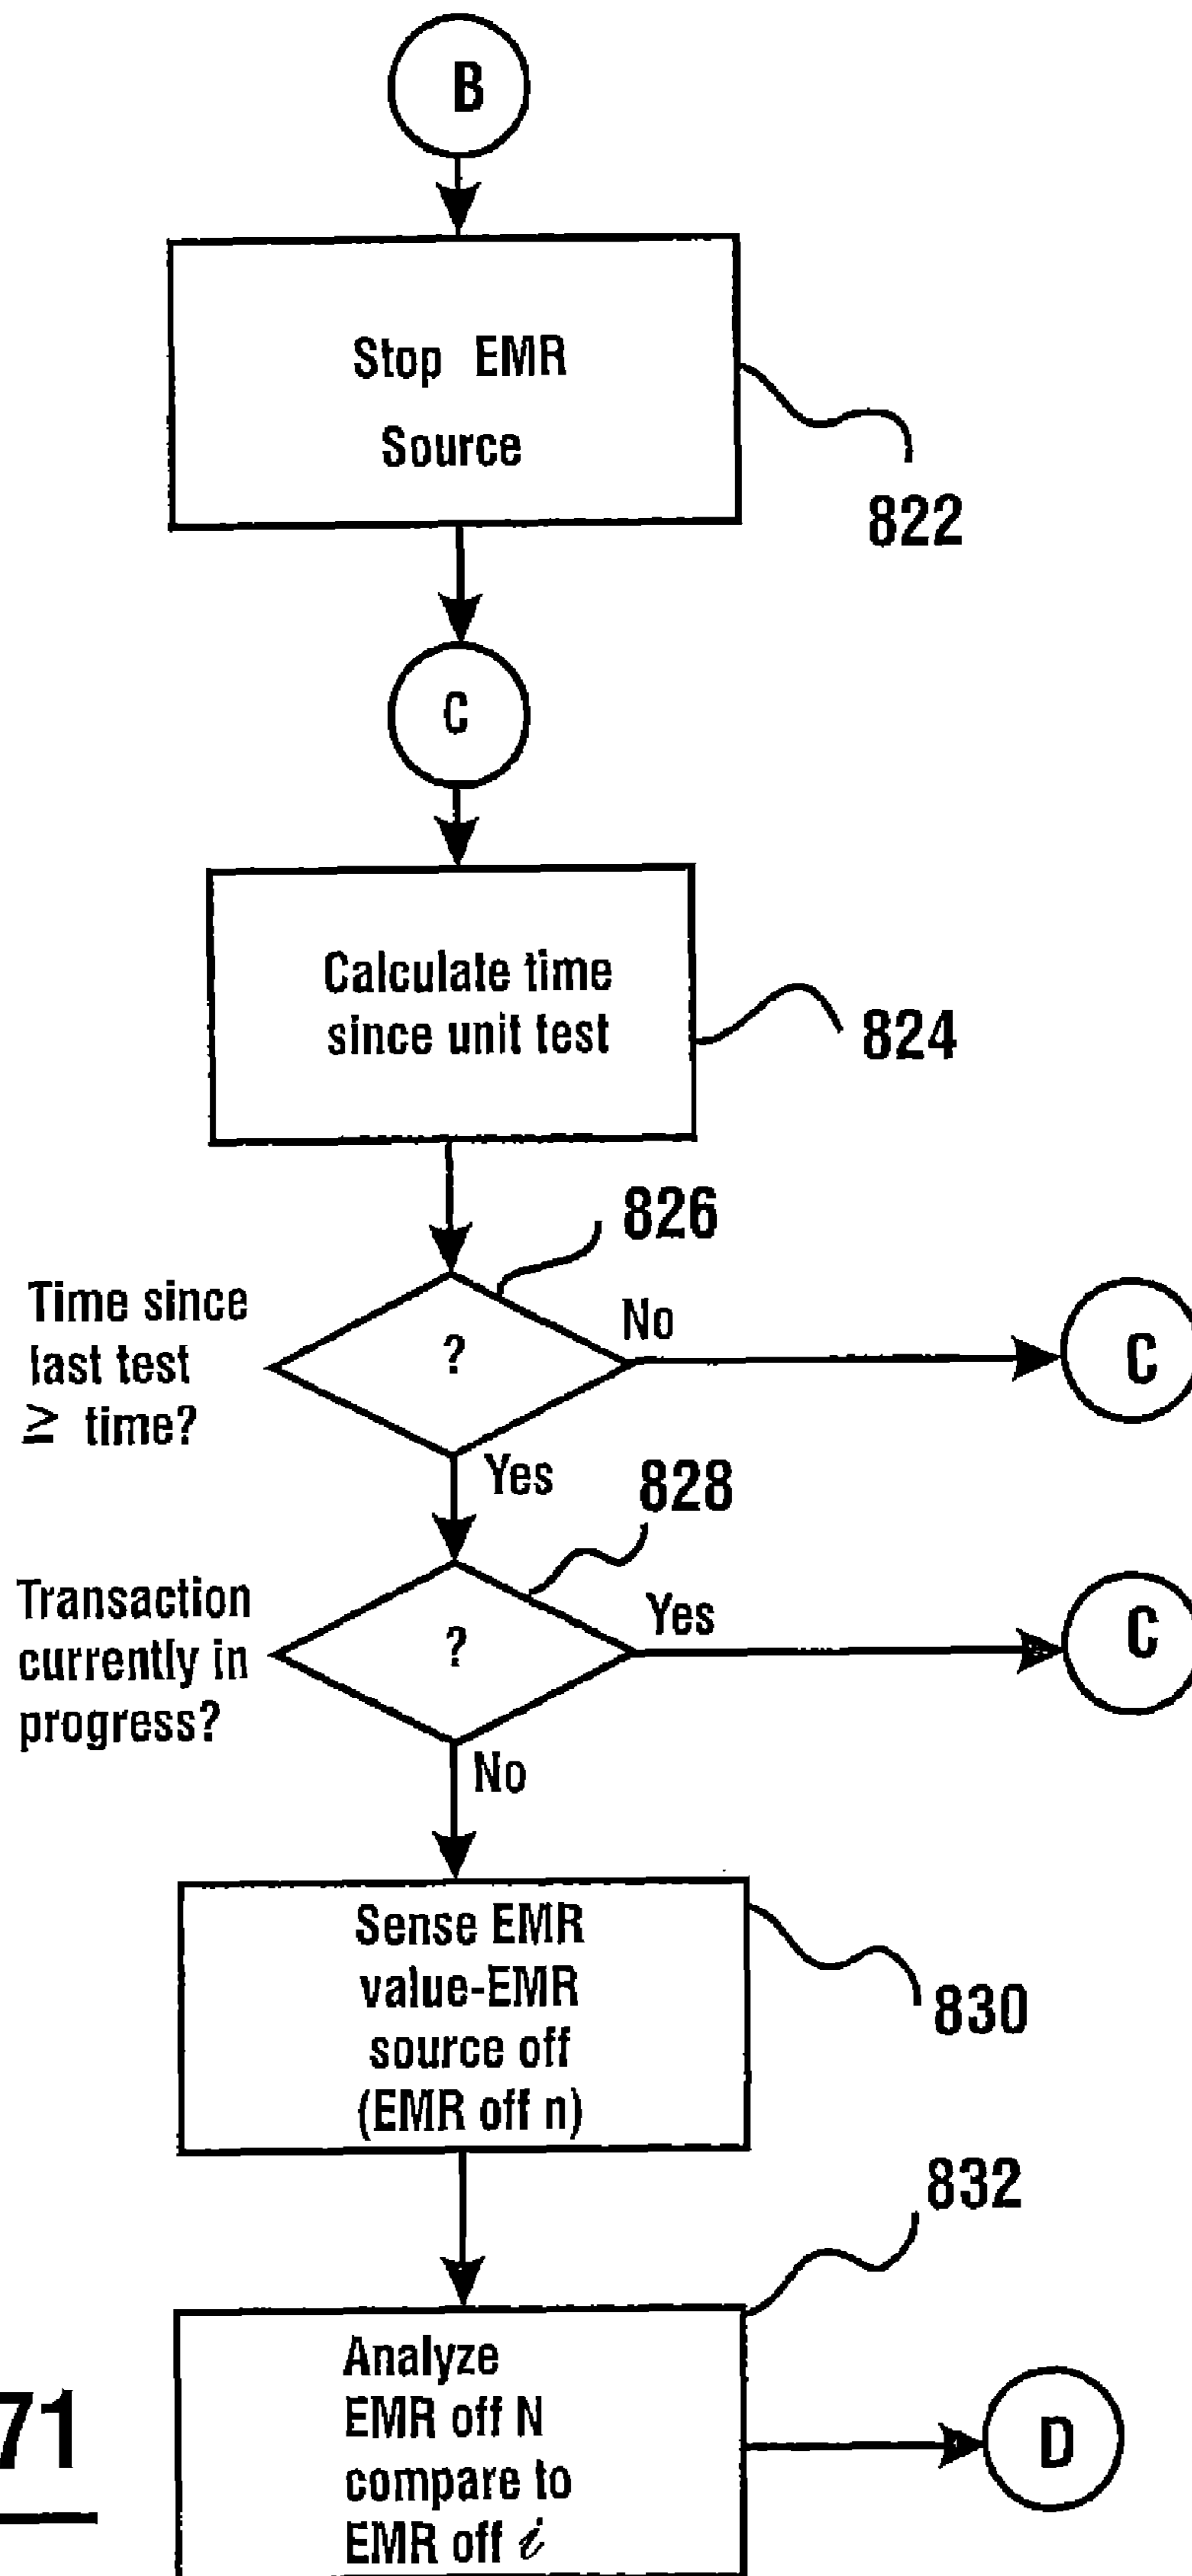 B
Stop EMR
Source
822
C
Calculate time
since unit test
824
826
Time since
last test
≥ time?
?
No
C
Yes
828
Transaction
currently in
progress?
?
Yes
C
No
Sense EMR
value-EMR
source off
(EMR off n)
830
832
Analyze
EMR off N
compare to
EMR off i
D
71